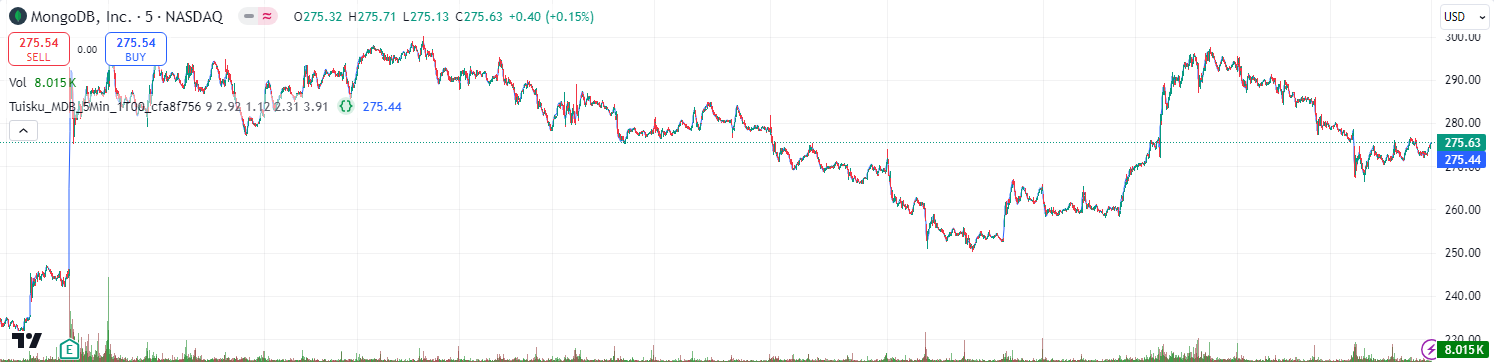 MongoDB, Inc. · 5 · NASDAQ O275.32 H275.71 L275.13 C275.63 +0.40 (+0.15%)
USD
300.00
275.54 SELL 0.00 275.54 BUY
Vol 8.015 K
290.00
Tuisku_MDB_5Min_1T00_cfa8f756 9 2.92 1.12 2.31 3.91 {} 275.44
280.00
275.63
275.44
270.00
260.00
250.00
240.00
230.00
E
8.015K